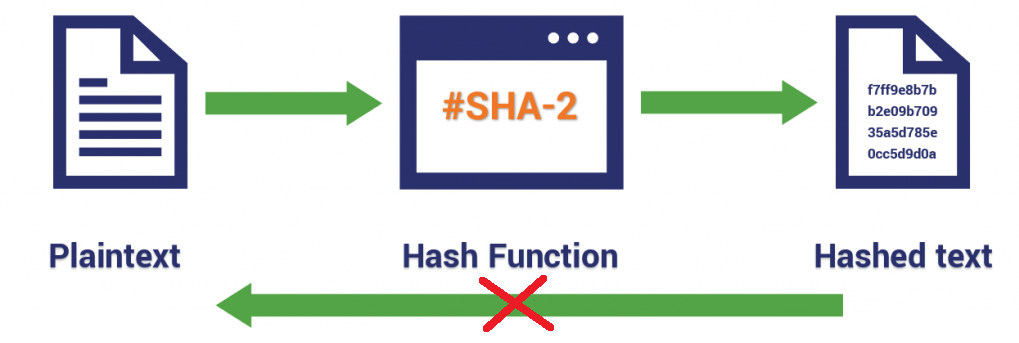 #SHA-2
f7ff9e8b7b
b2e09b709
35a5d785e
0cc5d9d0a
Plaintext
Hash Function
Hashed text